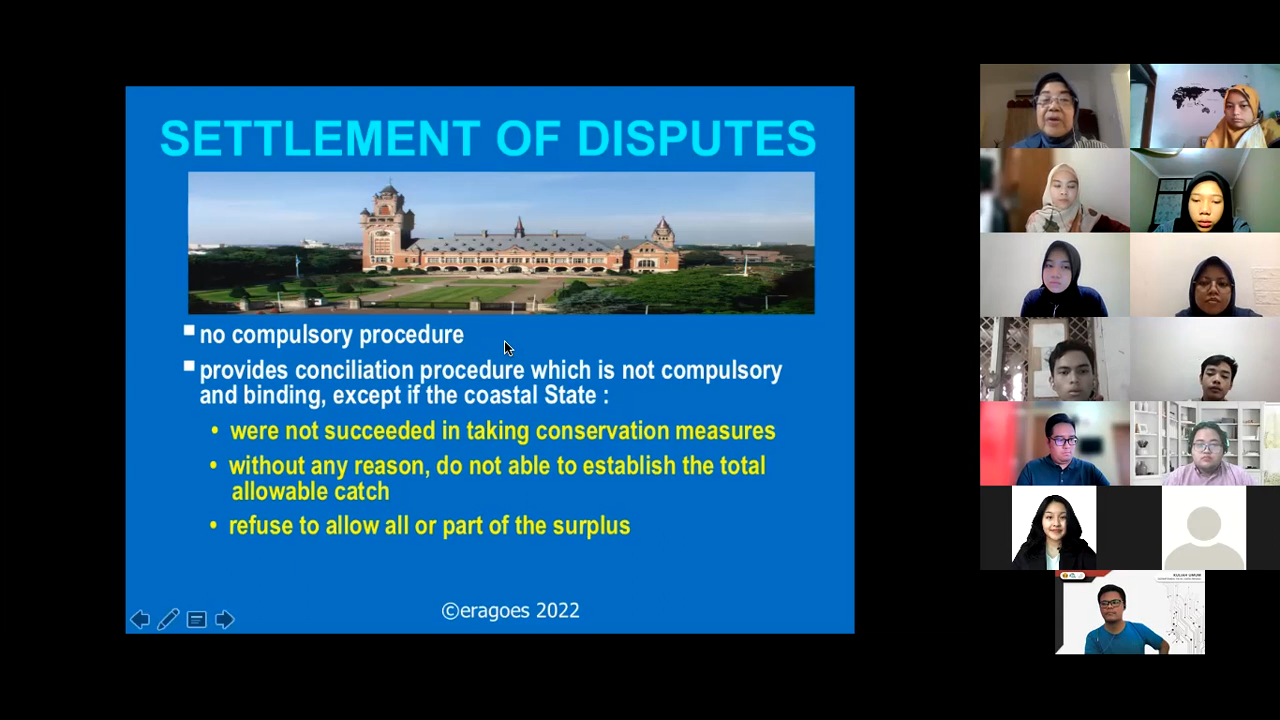 SETTLEMENT OF DISPUTES
no compulsory procedure
provides conciliation procedure which is not compulsory
and binding, except if the coastal State :
• were not succeeded in taking conservation measures
• without any reason, do not able to establish the total
allowable catch
• refuse to allow all or part of the surplus
©eragoes 2022
KULIAH UMUM